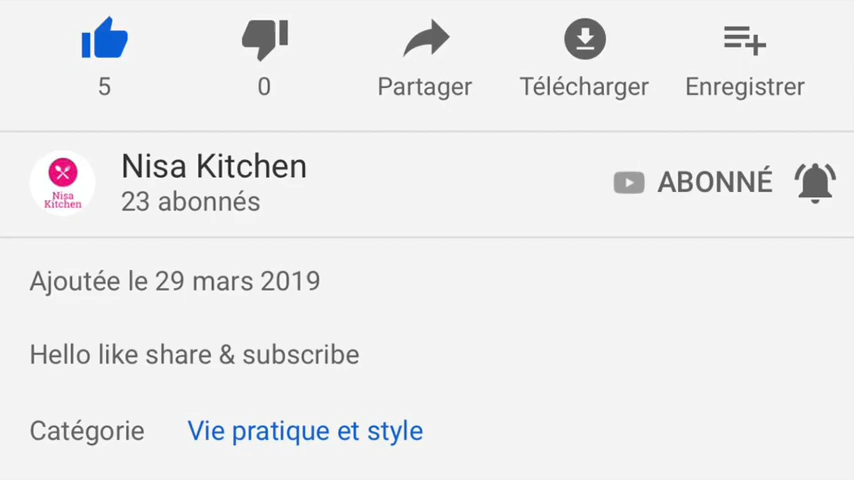 5
0
Partager
Télécharger
Enregistrer
Nisa Kitchen
23 abonnés
ABONNÉ
Nisa
Kitchen
Ajoutée le 29 mars 2019
Hello like share & subscribe
Catégorie Vie pratique et style